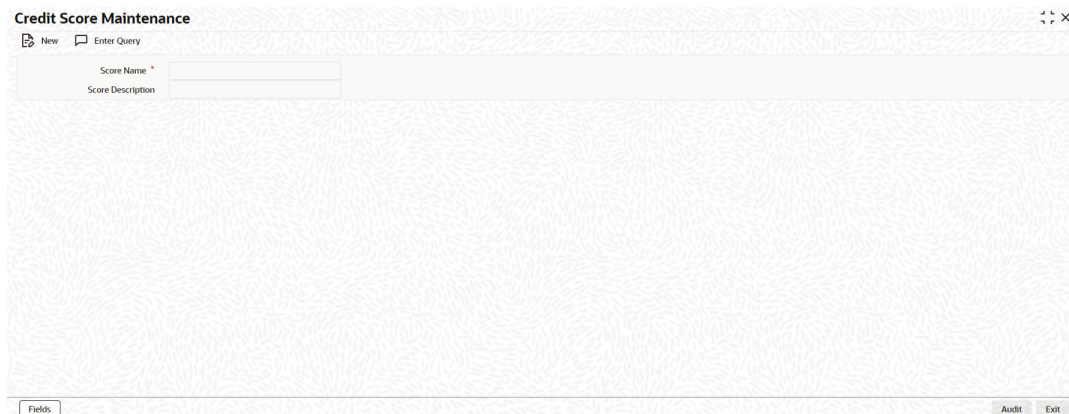 Credit Score Maintenance
New Enter Query
Score Name *
Score Description
Fields Audit Exit